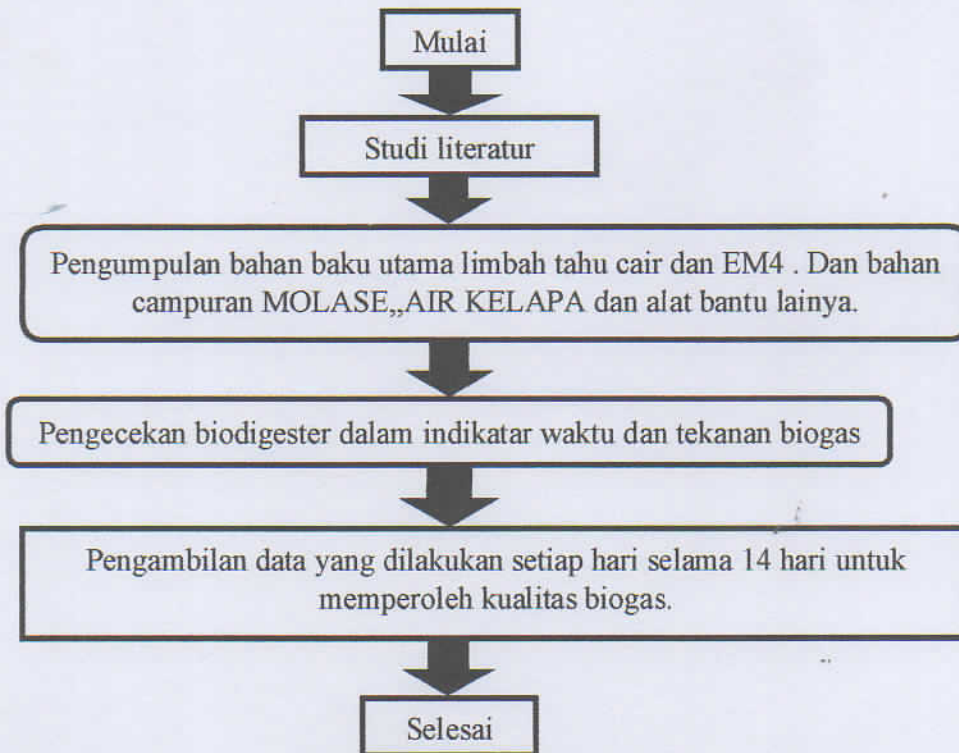 Mulai
Studi literatur
Pengumpulan bahan baku utama limbah tahu cair dan EM4 . Dan bahan
campuran MOLASE,,AIR KELAPA dan alat bantu lainya.
Pengecekan biodigester dalam indikatar waktu dan tekanan biogas
Pengambilan data yang dilakukan setiap hari selama 14 hari untuk
memperoleh kualitas biogas.
Selesai